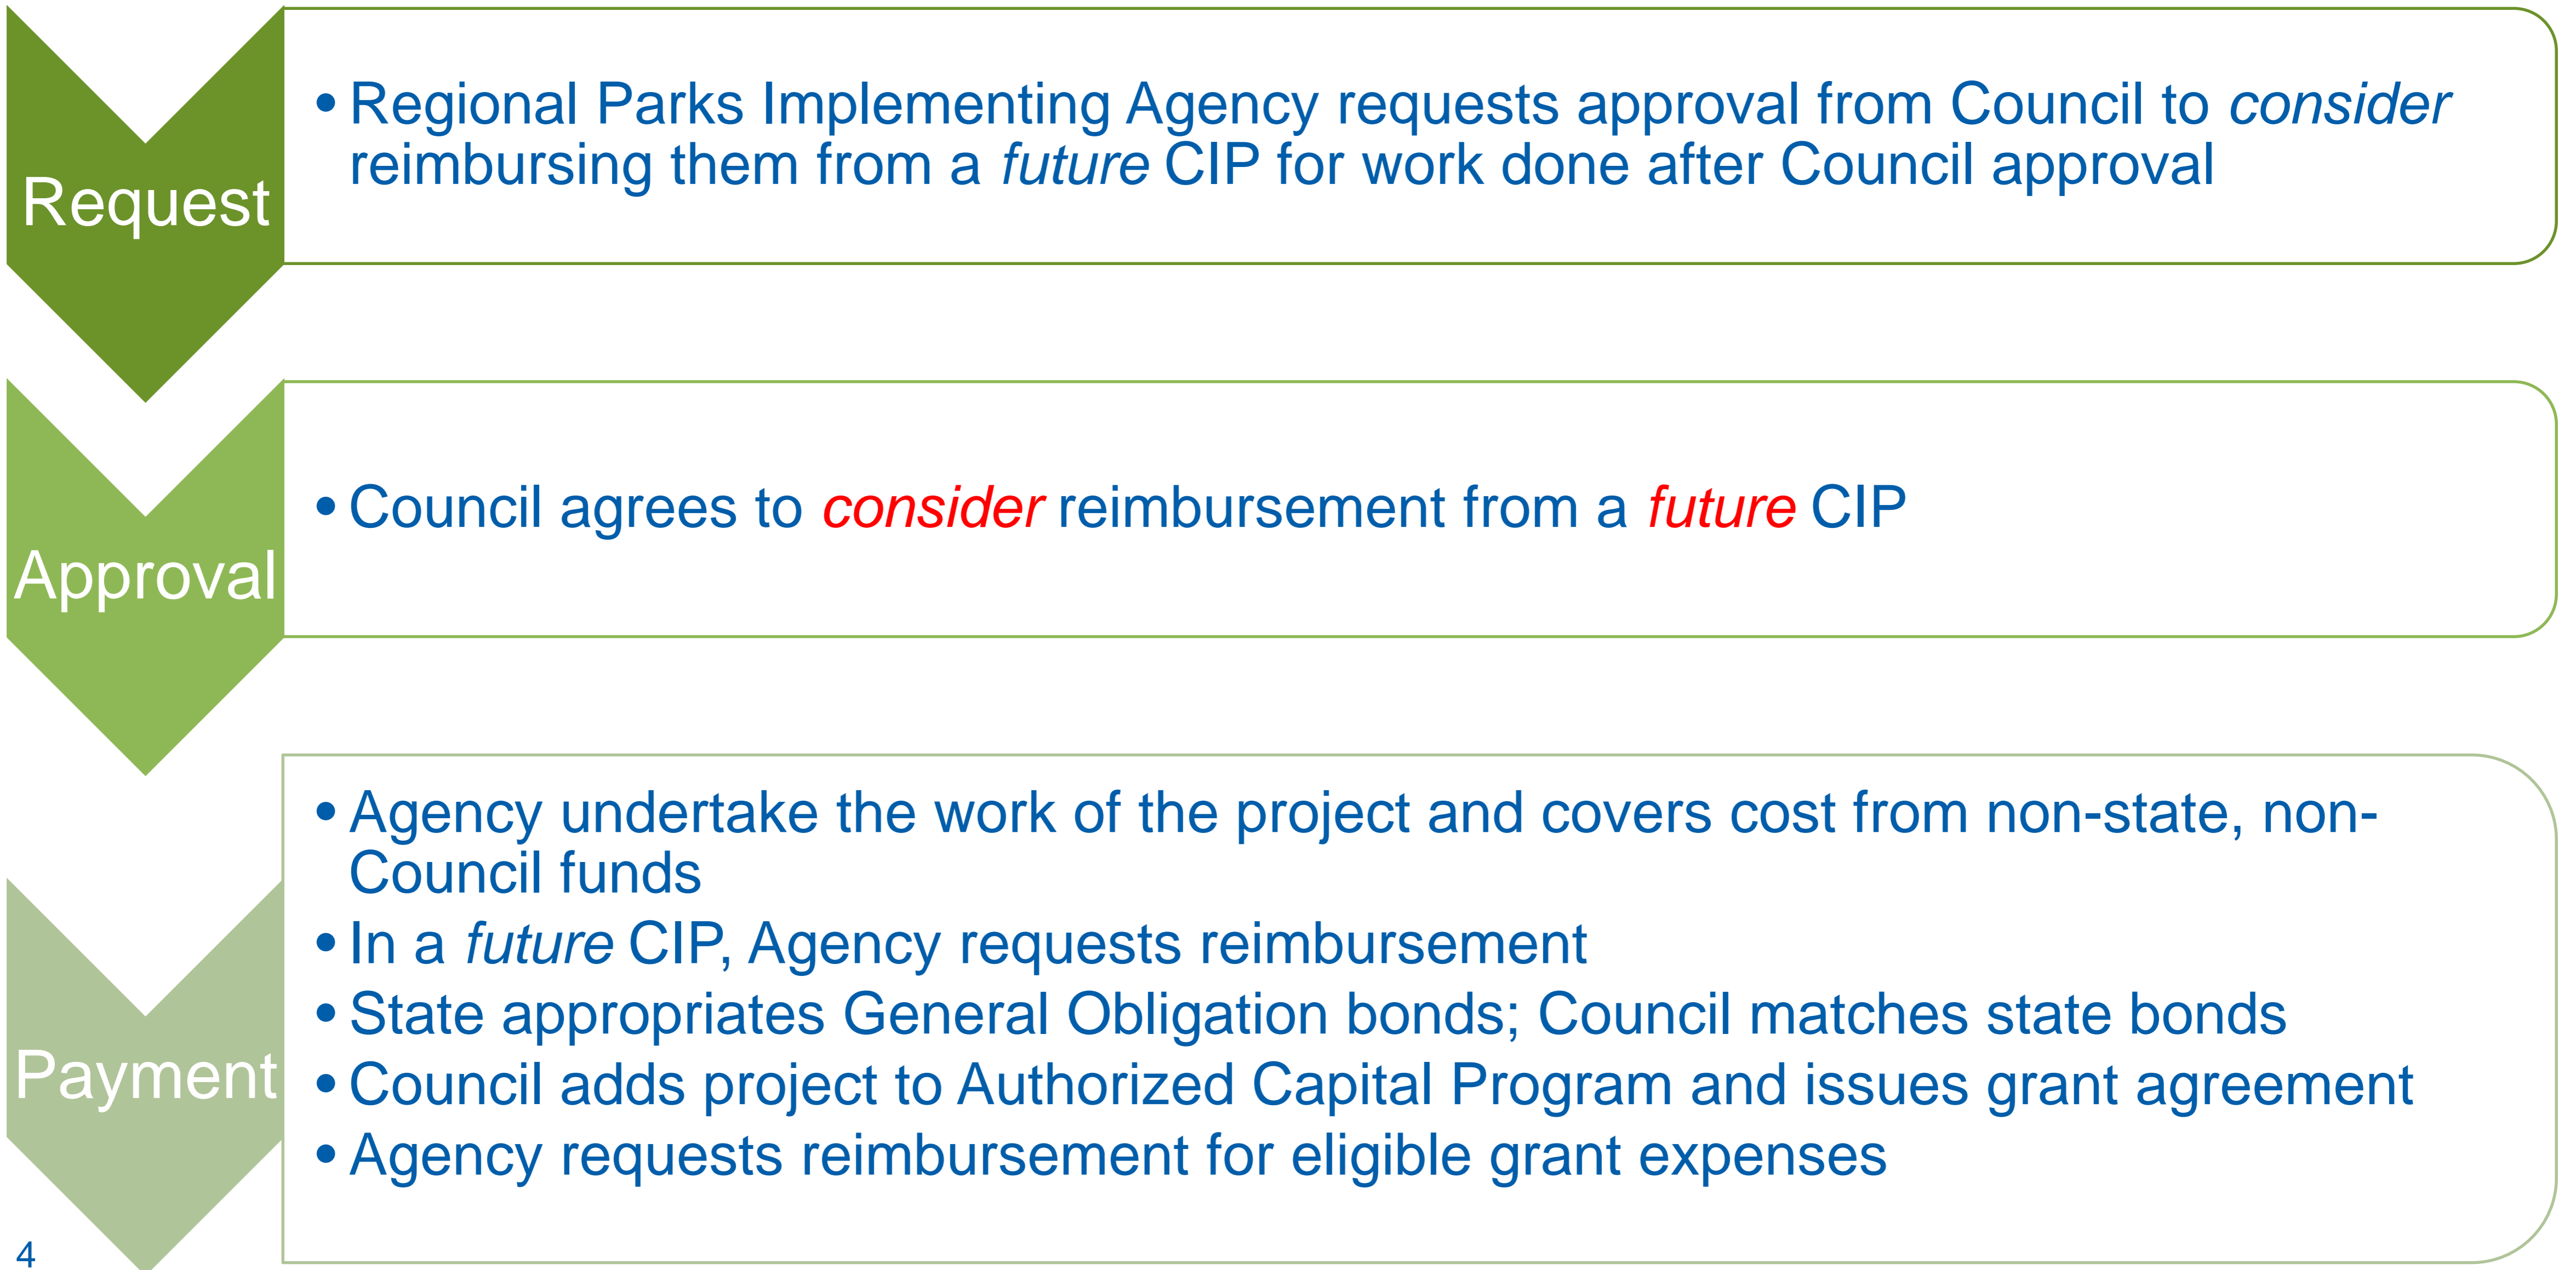 Request
• Regional Parks Implementing Agency requests approval from Council to consider
reimbursing them from a future CIP for work done after Council approval
Approval
• Council agrees to consider reimbursement from a future CIP
Payment
• Agency undertake the work of the project and covers cost from non-state, non-
Council funds
• In a future CIP, Agency requests reimbursement
• State appropriates General Obligation bonds; Council matches state bonds
• Council adds project to Authorized Capital Program and issues grant agreement
• Agency requests reimbursement for eligible grant expenses
4